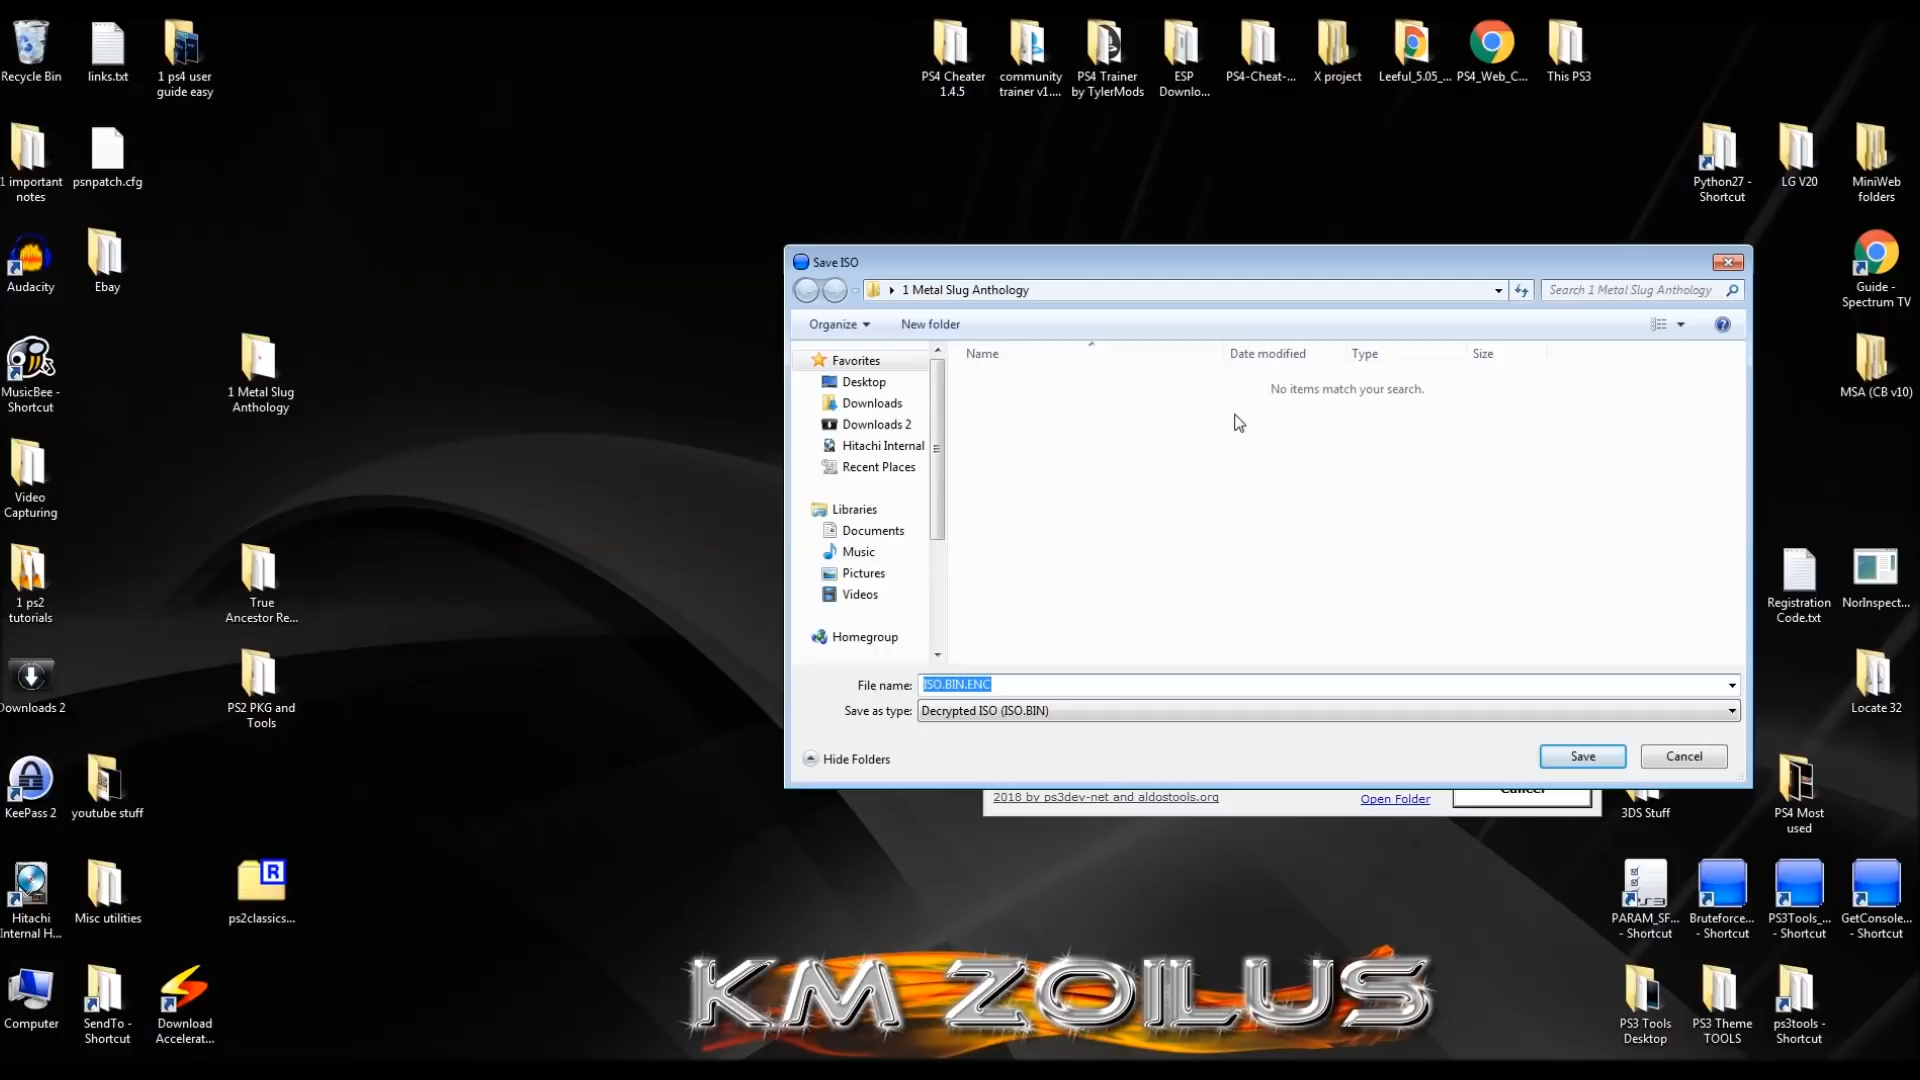 Recycle Bin
links.txt
1 ps4 user
guide easy
PS4 Cheater
1.4.5
community
trainer v1....
PS4 Trainer
by TylerMods
ESP
Downlo...
PS4-Cheat-...
X project
Leeful_5.05_...
PS4_Web_C...
This PS3
1 important
notes
psnpatch.cfg
Python27 -
Shortcut
LG V20
MiniWeb
folders
Audacity
Ebay
Guide -
Spectrum TV
MusicBee -
Shortcut
1 Metal Slug
Anthology
MSA (CB v10)
Video
Capturing
1 ps2
tutorials
True
Ancestor Re...
Registration
Code.txt
NorInspect...
Downloads 2
PS2 PKG and
Tools
Locate 32
KeePass 2
youtube stuff
3DS Stuff
PS4 Most
used
Hitachi
Internal H...
Misc utilities
ps2classics...
R
PARAM_SF...
- Shortcut
Bruteforce...
- Shortcut
PS3Tools_...
- Shortcut
GetConsole...
- Shortcut
Computer
SendTo -
Shortcut
Download
Accelerat...
PS3 Tools
Desktop
PS3 Theme
TOOLS
ps3tools -
Shortcut
Save ISO
1 Metal Slug Anthology
Search 1 Metal Slug Anthology
Organize
New folder
Name
Date modified
Type
Size
No items match your search.
Favorites
Desktop
Downloads
Downloads 2
Hitachi Internal
Recent Places
Libraries
Documents
Music
Pictures
Videos
Homegroup
File name:
ISO.BIN.ENC
Save as type:
Decrypted ISO (ISO.BIN)
Hide Folders
Save
Cancel
2018 by ps3dev-net and aldostools.org
Open Folder
Cancel
KM ZOILUS